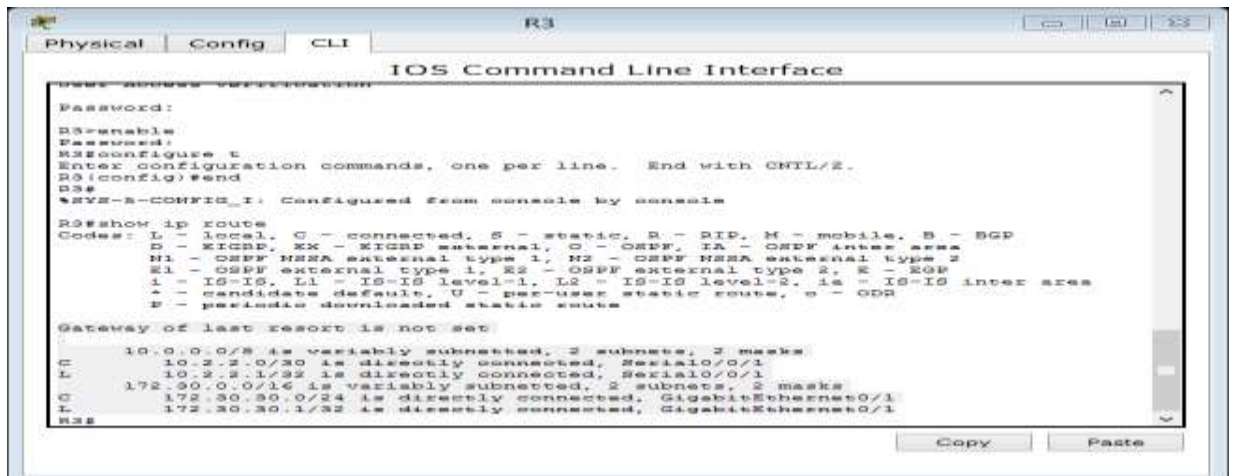 R3
Physical Config CLI
IOS Command Line Interface
User Access Verification
Password:
R3>enable
Password:
R3#configure t
Enter configuration commands, one per line.  End with CNTL/Z.
R3(config)#end
R3#
%SYS-5-CONFIG_I: Configured from console by console
R3#show ip route
Codes: L - local, C - connected, S - static, R - RIP, M - mobile, B - BGP
D - EIGRP, EX - EIGRP external, O - OSPF, IA - OSPF inter area
N1 - OSPF NSSA external type 1, N2 - OSPF NSSA external type 2
E1 - OSPF external type 1, E2 - OSPF external type 2, E - EGP
i - IS-IS, L1 - IS-IS level-1, L2 - IS-IS level-2, ia - IS-IS inter area
* - candidate default, U - per-user static route, o - ODR
P - periodic downloaded static route
Gateway of last resort is not set
10.0.0.0/8 is variably subnetted, 2 subnets, 2 masks
C 10.2.2.0/30 is directly connected, Serial0/0/1
L 10.2.2.1/32 is directly connected, Serial0/0/1
172.30.0.0/16 is variably subnetted, 2 subnets, 2 masks
C 172.30.30.0/24 is directly connected, GigabitEthernet0/1
L 172.30.30.1/32 is directly connected, GigabitEthernet0/1
R3#
Copy Paste